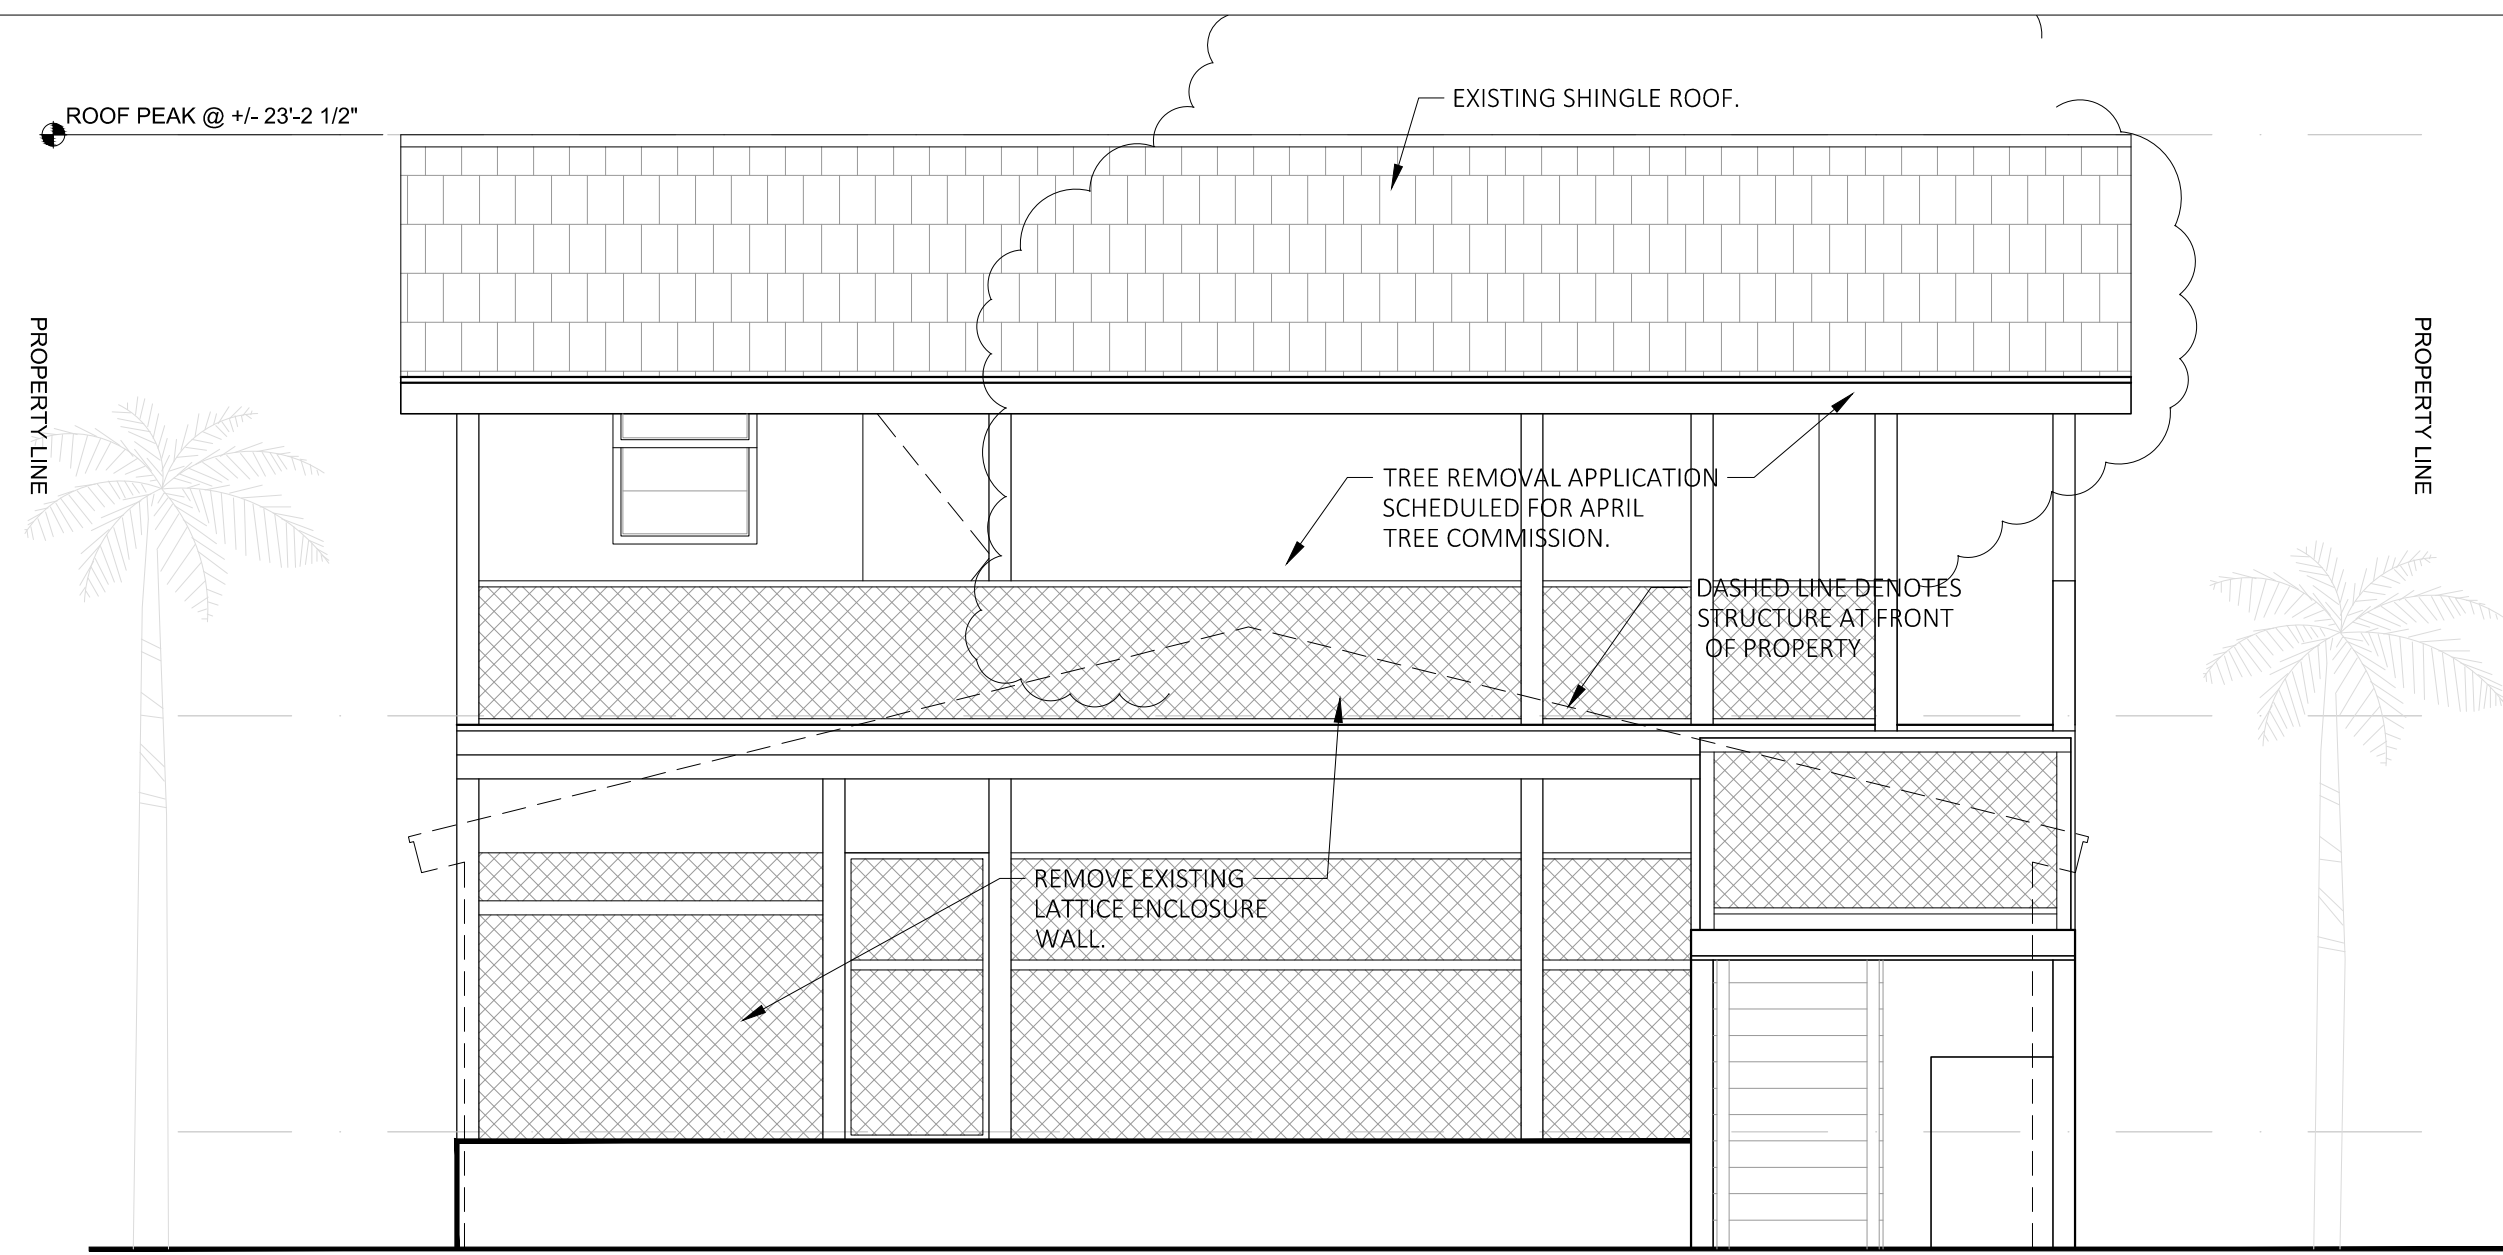 EXISTING SHINGLE ROOF.
ROOF PEAK @ +/- 23'-2 1/2"
PROPERTY LINE
PROPERTY LINE
TREE REMOVAL APPLICATION
SCHEDULED FOR APRIL
TREE COMMISSION.
DASHED LINE DENOTES
STRUCTURE AT FRONT
OF PROPERTY
REMOVE EXISTING
LATTICE ENCLOSURE
WALL.